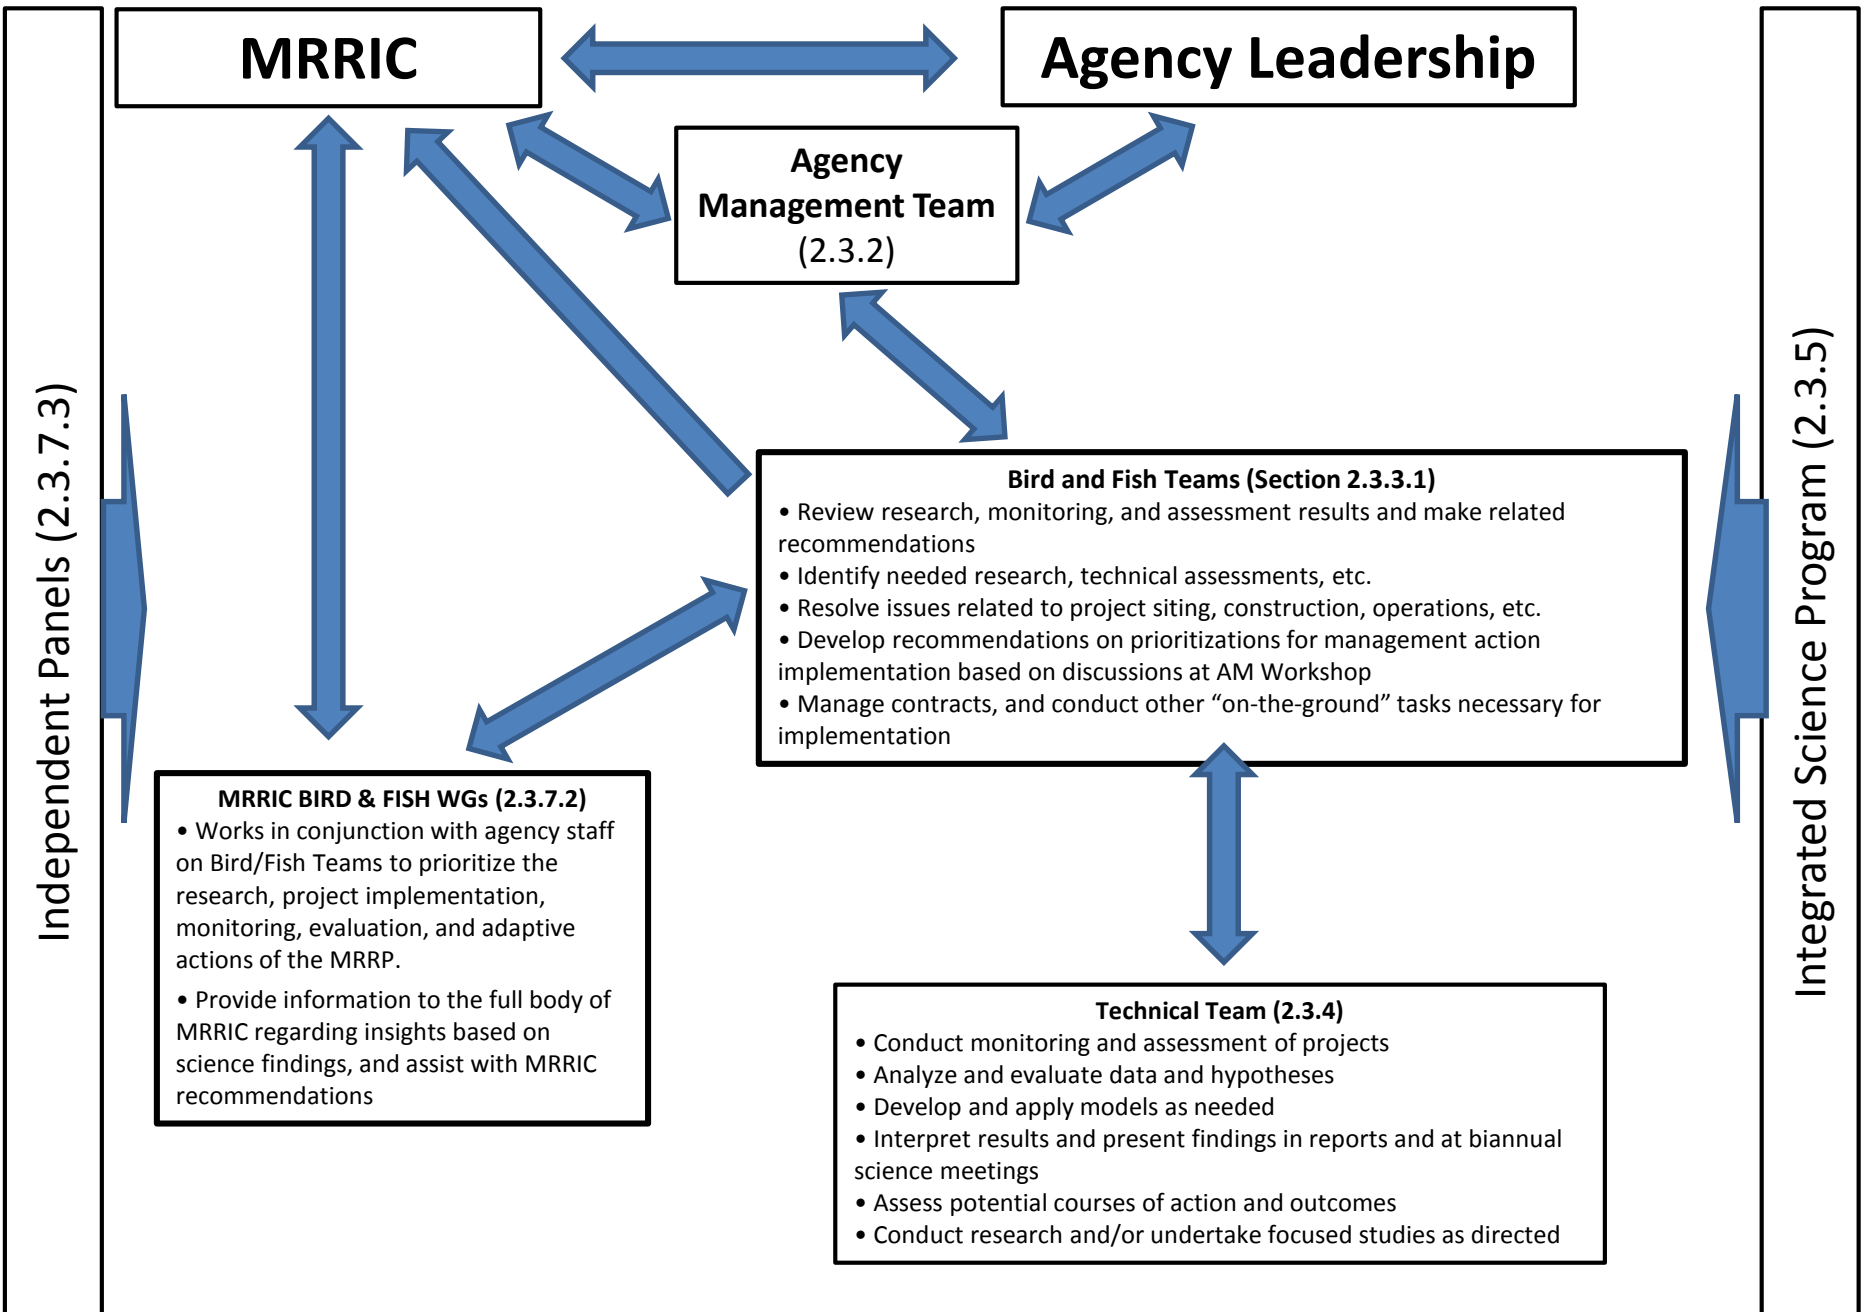 MRRIC
Agency Leadership
Agency
Management Team
(2.3.2)
Independent Panels (2.3.7.3)
Integrated Science Program (2.3.5)
Bird and Fish Teams (Section 2.3.3.1)
• Review research, monitoring, and assessment results and make related
recommendations
• Identify needed research, technical assessments, etc.
• Resolve issues related to project siting, construction, operations, etc.
• Develop recommendations on prioritizations for management action
implementation based on discussions at AM Workshop
• Manage contracts, and conduct other “on-the-ground” tasks necessary for
implementation
MRRIC BIRD & FISH WGs (2.3.7.2)
• Works in conjunction with agency staff
on Bird/Fish Teams to prioritize the
research, project implementation,
monitoring, evaluation, and adaptive
actions of the MRRP.
• Provide information to the full body of
MRRIC regarding insights based on
science findings, and assist with MRRIC
recommendations
Technical Team (2.3.4)
• Conduct monitoring and assessment of projects
• Analyze and evaluate data and hypotheses
• Develop and apply models as needed
• Interpret results and present findings in reports and at biannual
science meetings
• Assess potential courses of action and outcomes
• Conduct research and/or undertake focused studies as directed